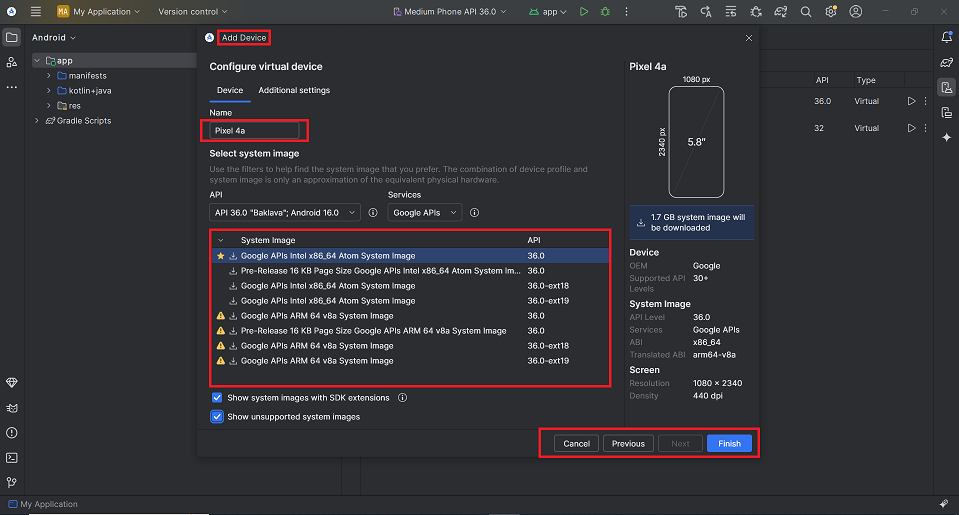 MA My Application
Version control
Medium Phone API 36.0
app
Android
app
manifests
kotlin+java
res
Gradle Scripts
Add Device
Configure virtual device
Device
Additional settings
Name
Pixel 4a
Select system image
Use the filters to help find the system image that you prefer. The combination of device profile and
system image is only an approximation of the equivalent physical hardware.
API
Services
API 36.0 "Baklava"; Android 16.0
Google APIs
System Image API
Google APIs Intel x86_64 Atom System Image 36.0
Pre-Release 16 KB Page Size Google APIs Intel x86_64 Atom System Im... 36.0
Google APIs Intel x86_64 Atom System Image 36.0-ext18
Google APIs Intel x86_64 Atom System Image 36.0-ext19
Google APIs ARM 64 v8a System Image 36.0
Pre-Release 16 KB Page Size Google APIs ARM 64 v8a System Image 36.0
Google APIs ARM 64 v8a System Image 36.0-ext18
Google APIs ARM 64 v8a System Image 36.0-ext19
Show system images with SDK extensions
Show unsupported system images
Pixel 4a
1080 px
2340 px
5.8"
1.7 GB system image will
be downloaded
Device
OEM Google
Supported API 30+
Levels
System Image
API Level 36.0
Services Google APIs
ABI x86_64
Translated ABI arm64-v8a
Screen
Resolution 1080 × 2340
Density 440 dpi
Cancel
Previous
Next
Finish
API Type
36.0 Virtual
32 Virtual
My Application